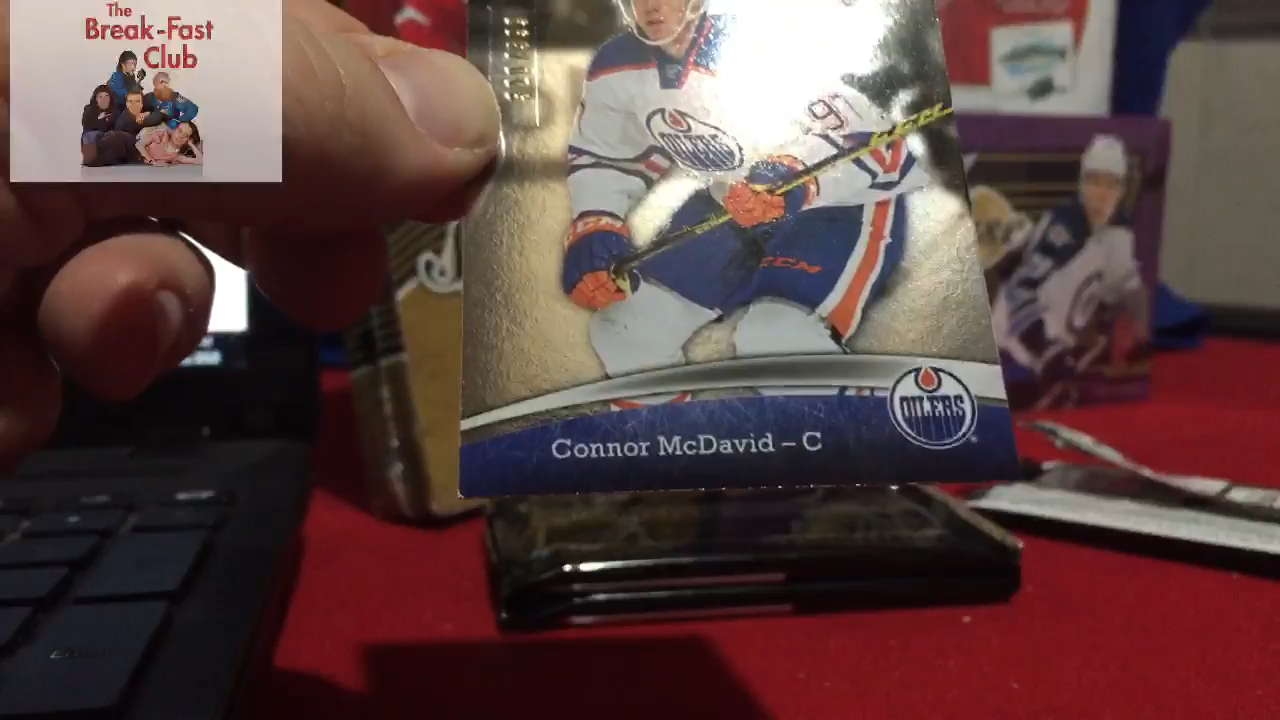 The
Break-Fast
Club
OILERS
97
CCM
OILERS
Connor McDavid – C